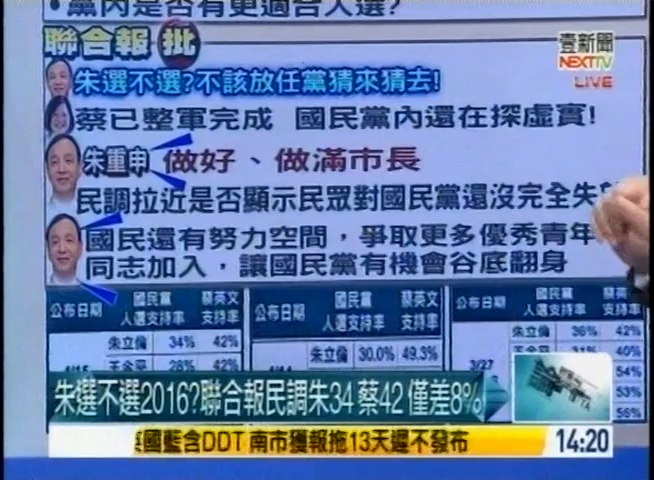 黨內是否有更適合人選?
聯合報 批
壹新聞
NEXTTV
LIVE
朱選不選?不該放任黨猜來猜去!
蔡已整軍完成 國民黨內還在探虛實!
朱重申 做好、做滿市長
民調拉近是否顯示民眾對國民黨還沒完全失
國民還有努力空間，爭取更多優秀青年
同志加入，讓國民黨有機會谷底翻身
公布日期 國民黨人選支持率 蔡英文支持率
朱立倫 34% 42%
28% 42%
公布日期 國民黨人選支持率 蔡英文支持率
朱立倫 30.0% 49.3%
公布日期 國民黨人選支持率 蔡英文支持率
朱立倫 36% 42%
3/27 31% 40%
54%
53%
56%
朱選不選2016?聯合報民調朱34 蔡42 僅差8%
國藍含DDT 南市獲報拖13天遲不發布
14:20